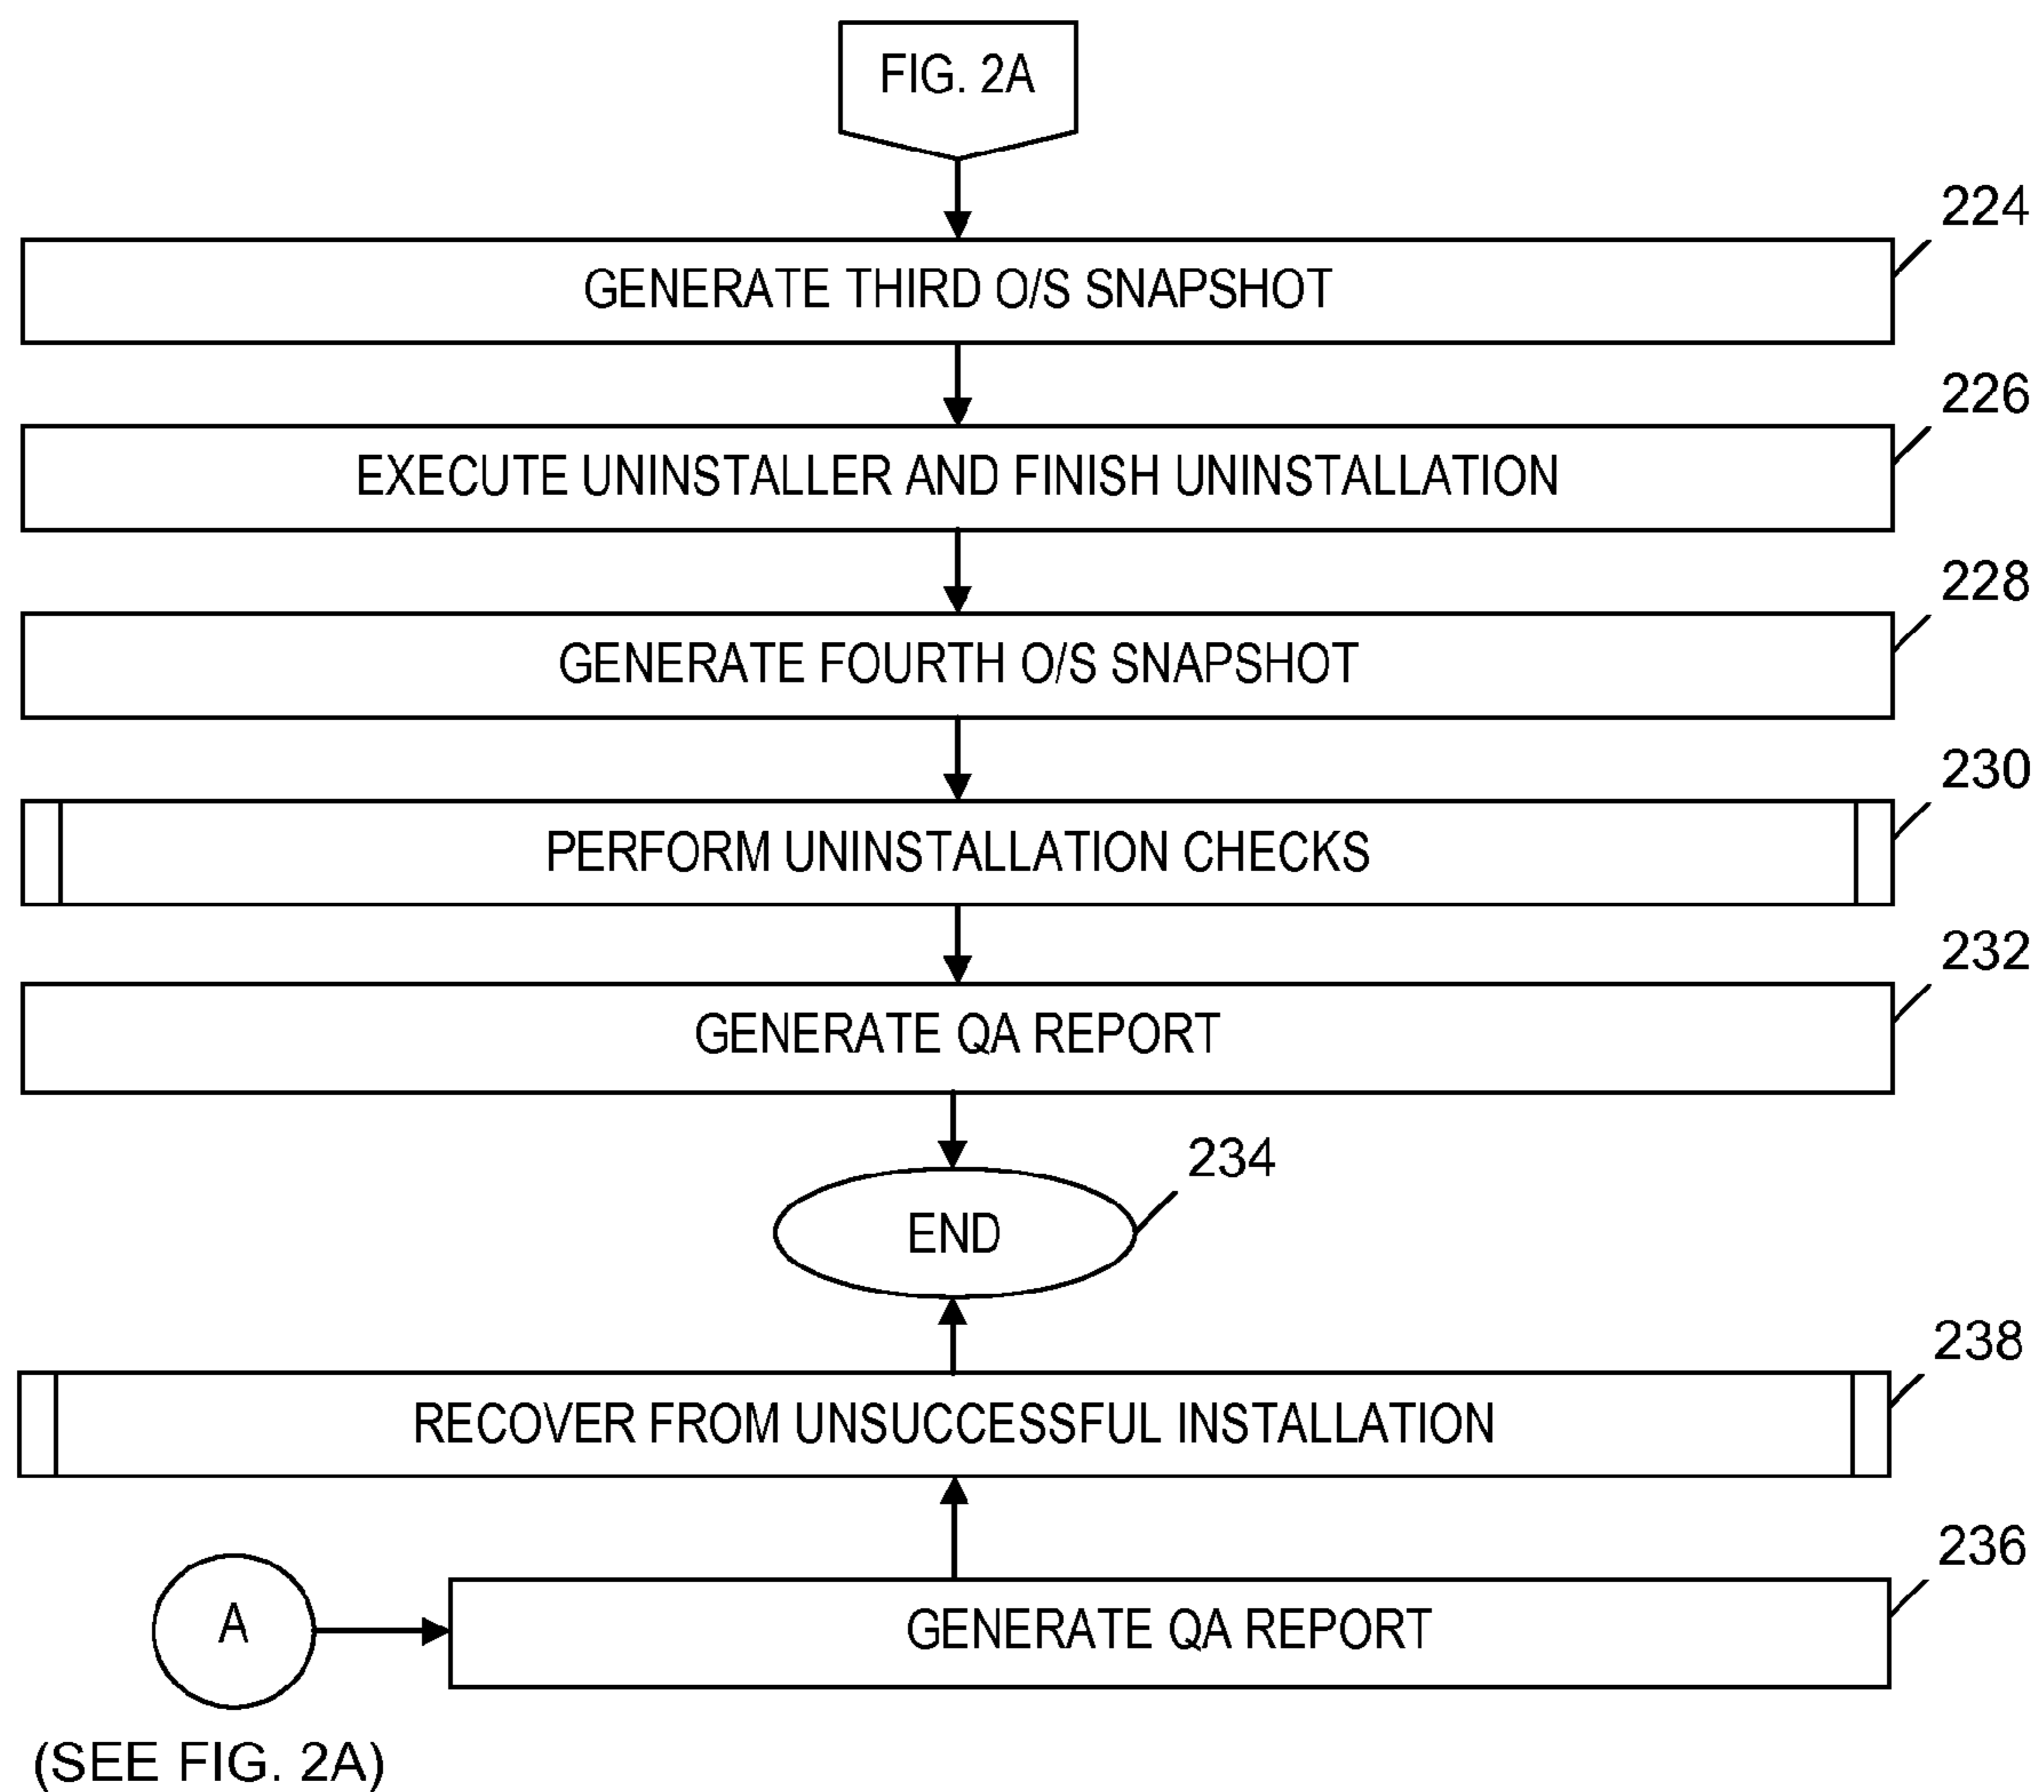 FIG. 2A
224
GENERATE THIRD O/S SNAPSHOT
226
EXECUTE UNINSTALLER AND FINISH UNINSTALLATION
228
GENERATE FOURTH O/S SNAPSHOT
230
PERFORM UNINSTALLATION CHECKS
232
GENERATE QA REPORT
234
END
238
RECOVER FROM UNSUCCESSFUL INSTALLATION
236
A
GENERATE QA REPORT
(SEE FIG. 2A)